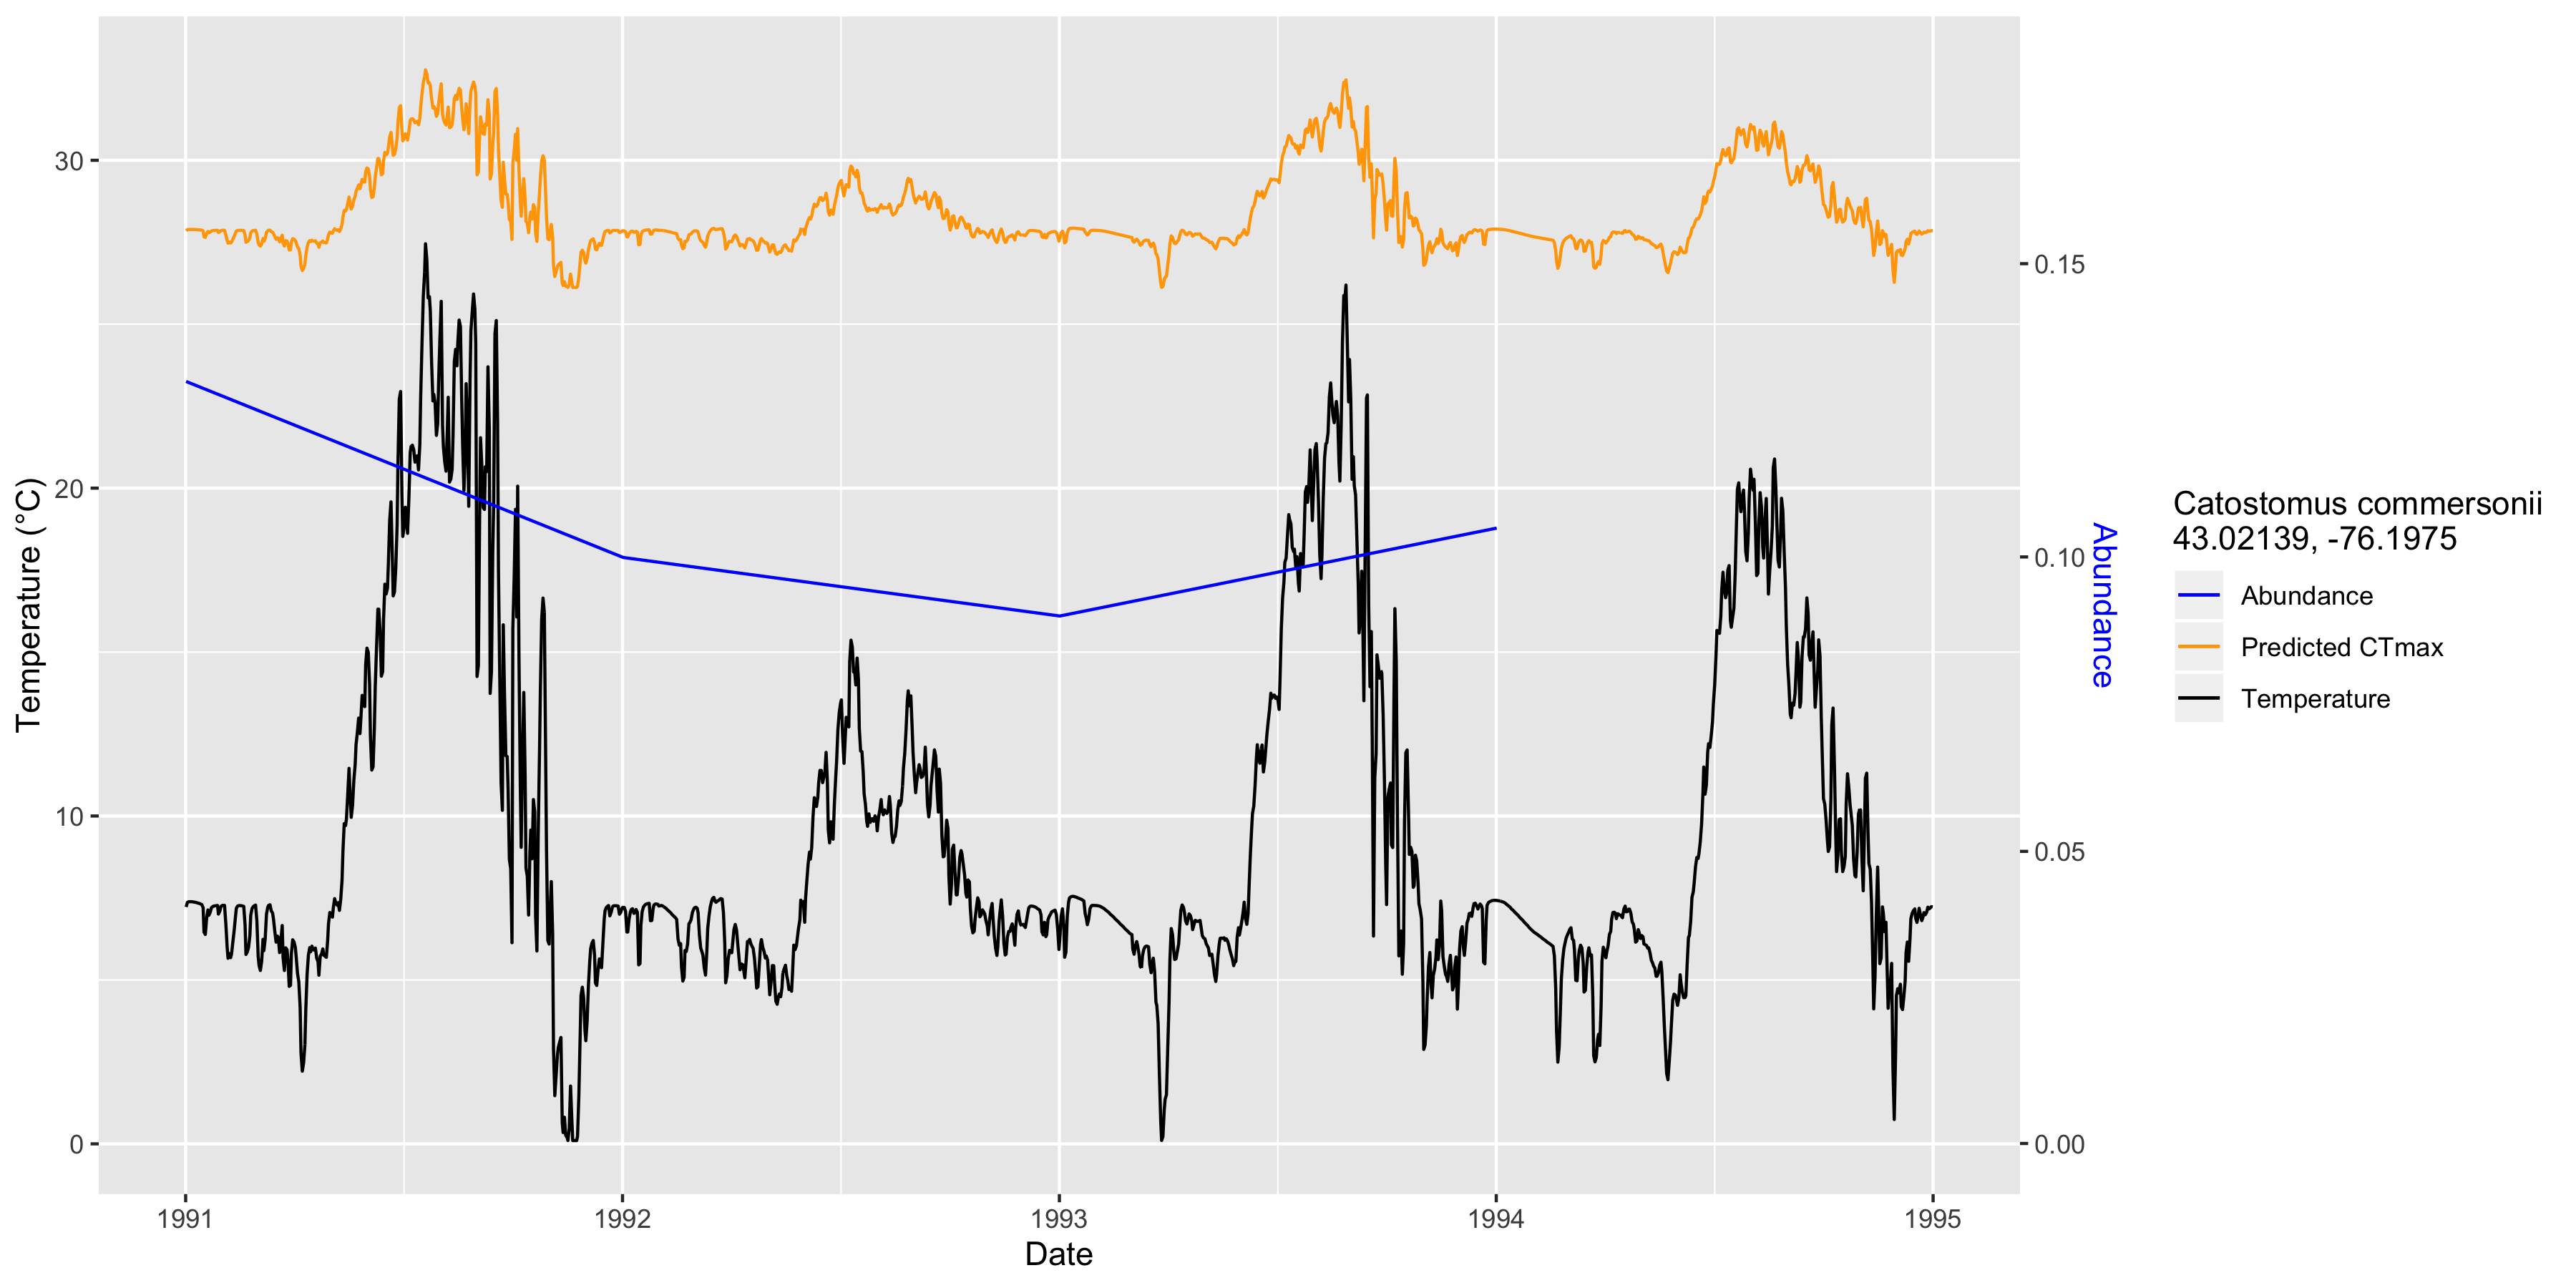 30
20
10
0
Temperature (°C)
1991
1992
1993
1994
1995
Date
0.15
0.10
0.05
0.00
Abundance
Catostomus commersonii
43.02139, -76.1975
Abundance
Predicted CTmax
Temperature